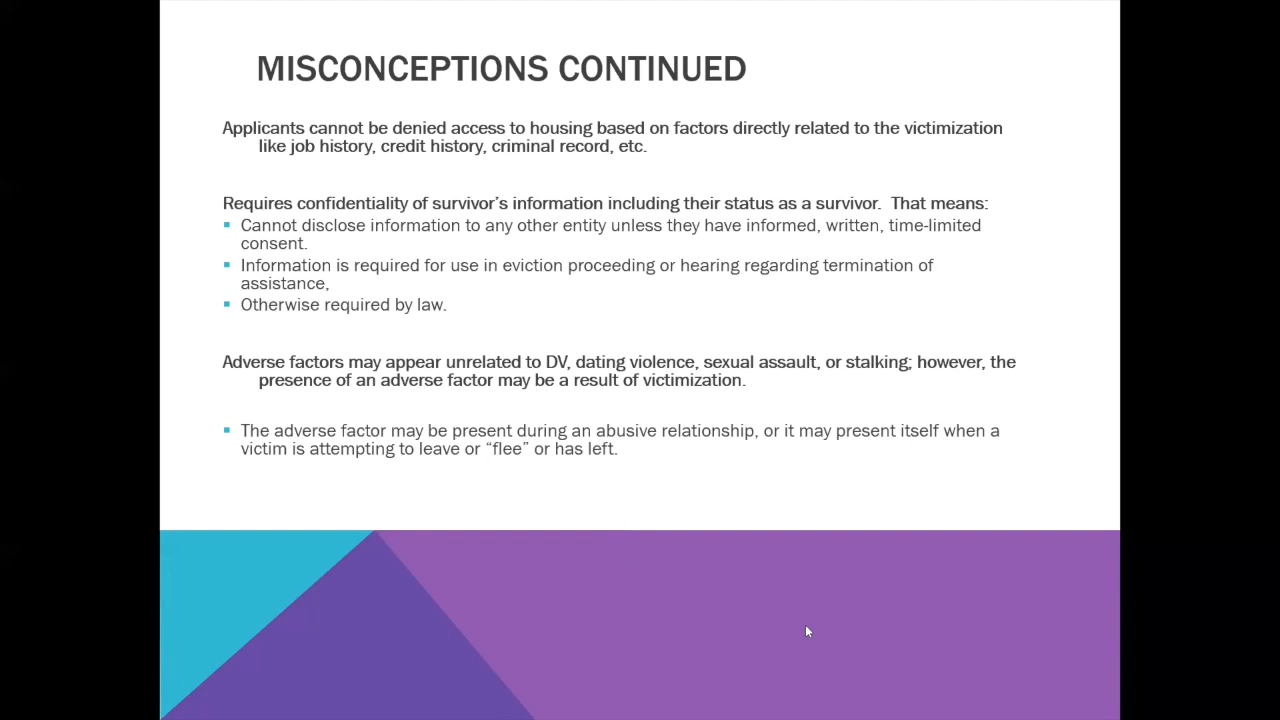 MISCONCEPTIONS CONTINUED
Applicants cannot be denied access to housing based on factors directly related to the victimization
like job history, credit history, criminal record, etc.
Requires confidentiality of survivor’s information including their status as a survivor.  That means:
▪ Cannot disclose information to any other entity unless they have informed, written, time-limited
consent.
▪ Information is required for use in eviction proceeding or hearing regarding termination of
assistance,
▪ Otherwise required by law.
Adverse factors may appear unrelated to DV, dating violence, sexual assault, or stalking; however, the
presence of an adverse factor may be a result of victimization.
▪ The adverse factor may be present during an abusive relationship, or it may present itself when a
victim is attempting to leave or “flee” or has left.